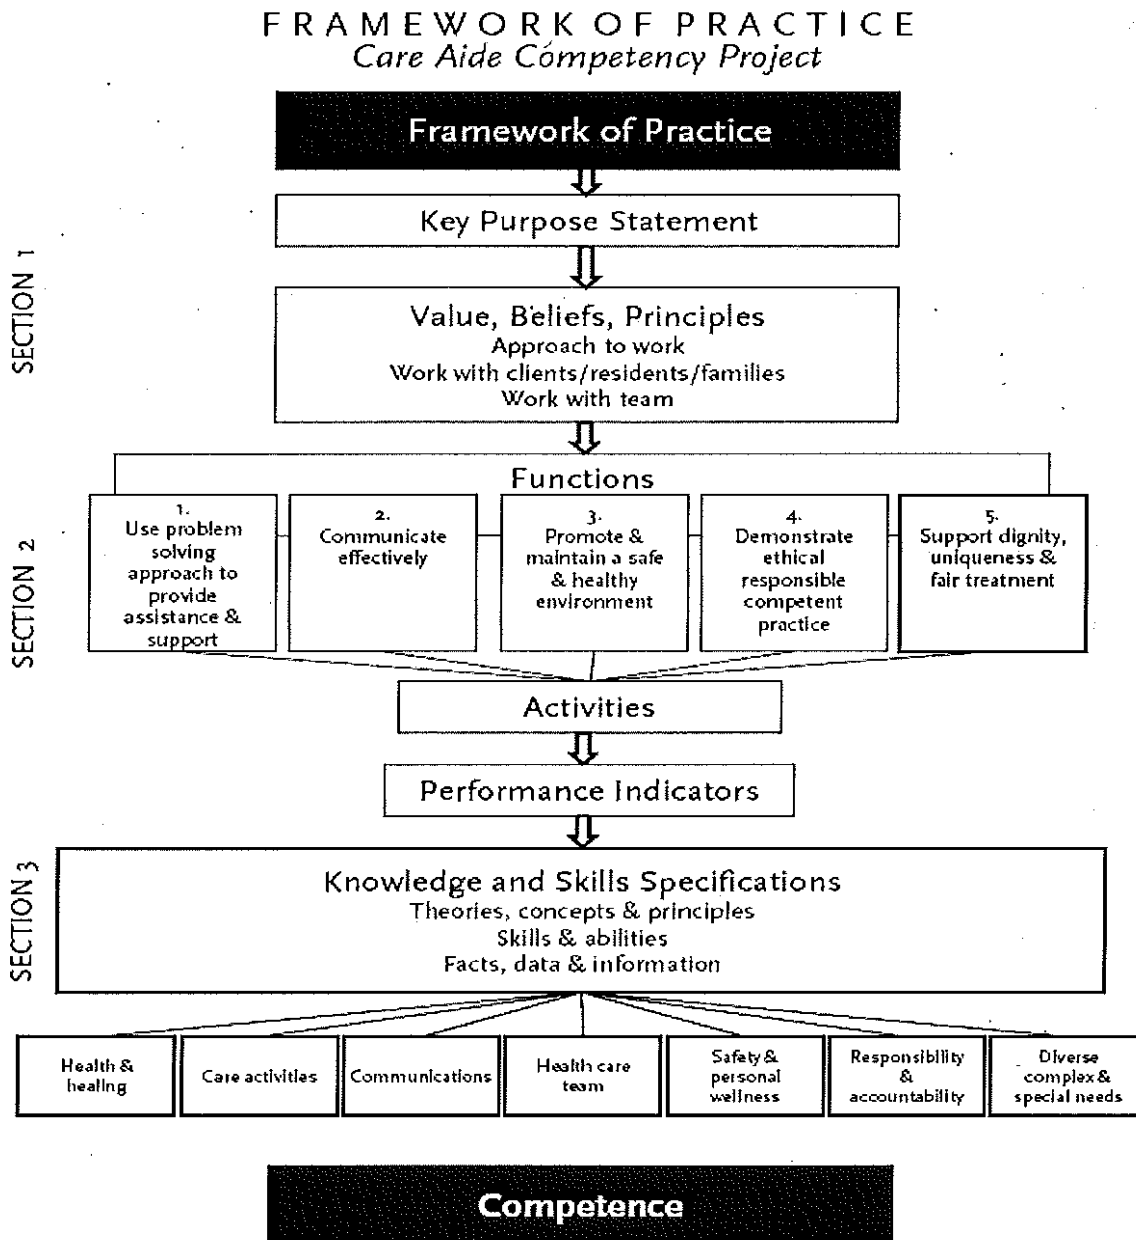 FRAMEWORK OF PRACTICE
Care Aide Competency Project
Framework of Practice
Key Purpose Statement
SECTION 1
Value, Beliefs, Principles
Approach to work
Work with clients/residents/families
Work with team
Functions
SECTION 2
1.
Use problem
solving
approach to
provide
assistance &
support
2.
Communicate
effectively
3.
Promote &
maintain a safe
& healthy
environment
4.
Demonstrate
ethical
responsible
competent
practice
5.
Support dignity,
uniqueness &
fair treatment
Activities
Performance Indicators
SECTION 3
Knowledge and Skills Specifications
Theories, concepts & principles
Skills & abilities
Facts, data & information
Health &
healing
Care activities
Communications
Health care
team
Safety &
personal
wellness
Responsibility
&
accountability
Diverse
complex &
special needs
Competence